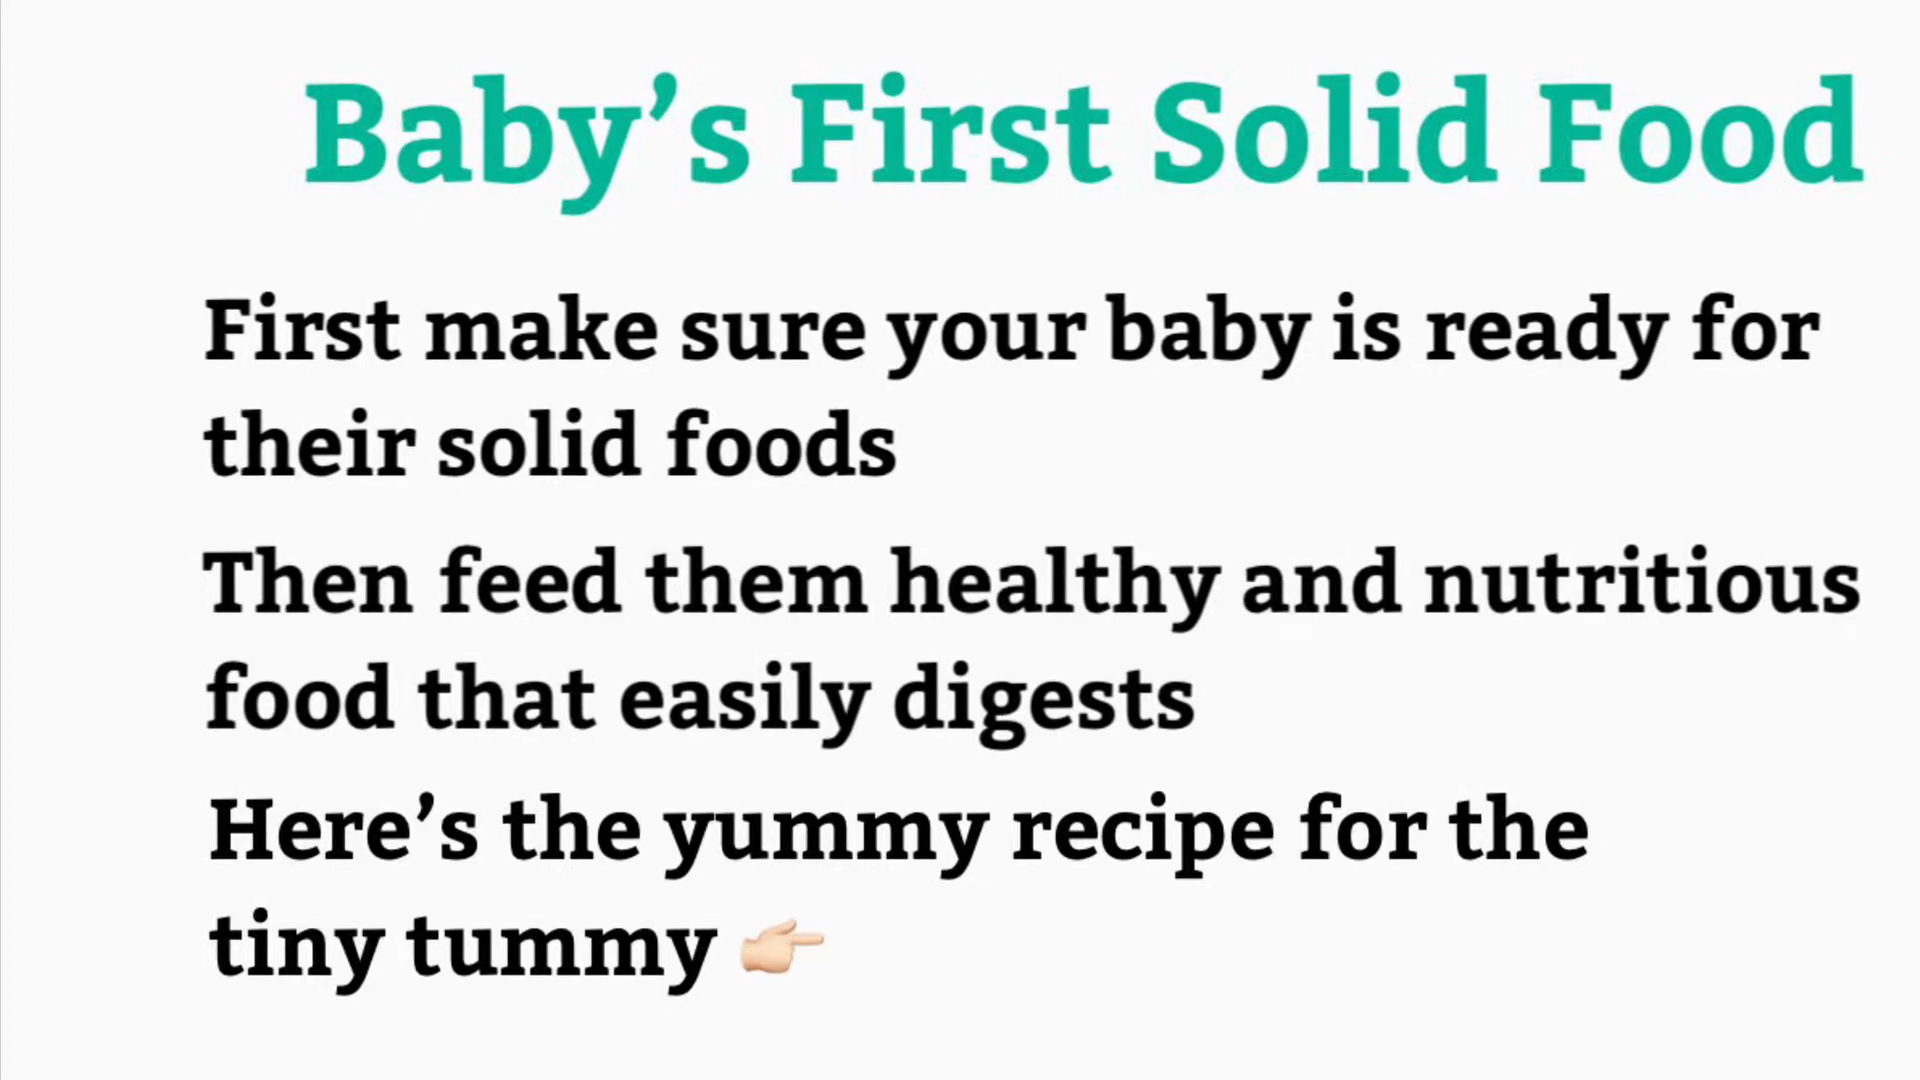 Baby’s First Solid Food
First make sure your baby is ready for
their solid foods
Then feed them healthy and nutritious
food that easily digests
Here’s the yummy recipe for the
tiny tummy 👉🏻